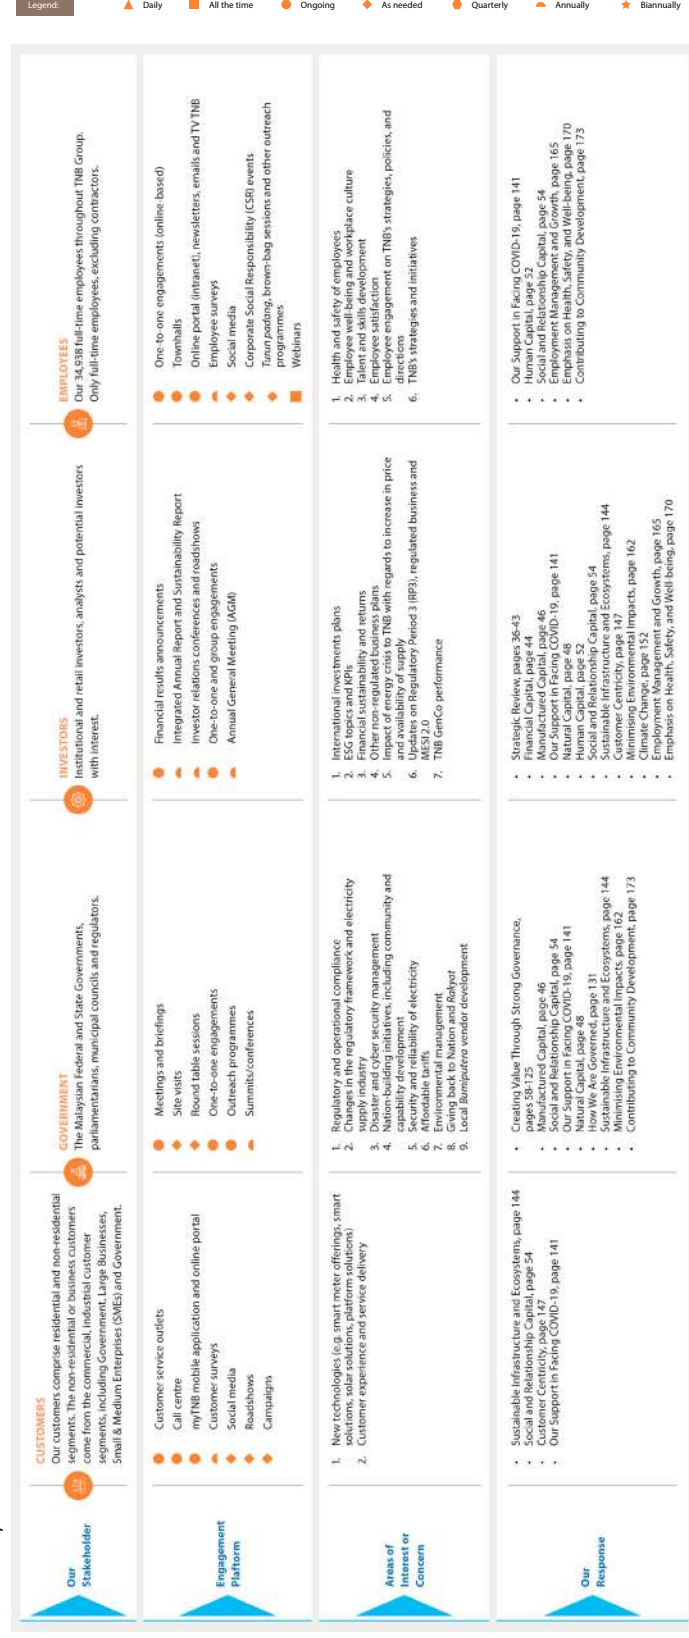 Legend:
Daily
All the time
Ongoing
As needed
Quarterly
Annually
Biannually
Our
Stakeholder
CUSTOMERS
Our customers comprise residential and non-residential
segments. The non-residential or business customers
come from the commercial, industrial customer
segments, including Government, Large Businesses,
Small & Medium Enterprises (SMEs) and Government.
GOVERNMENT
The Malaysian Federal and State Governments,
parliamentarians, municipal councils and regulators.
INVESTORS
Institutional and retail investors, analysts and potential investors
with interest.
EMPLOYEES
Our 34,938 full-time employees throughout TNB Group.
Only full-time employees, excluding contractors.
Engagement
Plaftorm
Customer service outlets
Call centre
myTNB mobile application and online portal
Customer surveys
Social media
Roadshows
Campaigns
Meetings and briefings
Site visits
Round table sessions
One-to-one engagements
Outreach programmes
Summits/conferences
Financial results announcements
Integrated Annual Report and Sustainability Report
Investor relations conferences and roadshows
One-to-one and group engagements
Annual General Meeting (AGM)
One-to-one engagements (online-based)
Townhalls
Online portal (intranet), newsletters, emails and TV TNB
Employee surveys
Social media
Corporate Social Responsibility (CSR) events
Turun padang, brown-bag sessions and other outreach
programmes
Webinars
Areas of
Interest or
Concern
1. New technologies (e.g. smart meter offerings, smart
solutions, solar solutions, platform solutions)
2. Customer experience and service delivery
1. Regulatory and operational compliance
2. Changes in the regulatory framework and electricity
supply industry
3. Disaster and cyber security management
4. Nation-building initiatives, including community and
capability development
5. Security and reliability of electricity
6. Affordable tariffs
7. Environmental management
8. Giving back to Nation and Rakyat
9. Local Bumiputera vendor development
1. International investments plans
2. ESG topics and KPIs
3. Financial sustainability and returns
4. Other non-regulated business plans
5. Impact of energy crisis to TNB with regards to increase in price
and availability of supply
6. Updates on Regulatory Period 3 (RP3), regulated business and
MESI 2.0
7. TNB GenCo performance
1. Health and safety of employees
2. Employee well-being and workplace culture
3. Talent and skills development
4. Employee satisfaction
5. Employee engagement on TNB's strategies, policies, and
directions
6. TNB's strategies and initiatives
Our
Response
• Sustainable Infrastructure and Ecosystems, page 144
• Social and Relationship Capital, page 54
• Customer Centricity, page 147
• Our Support in Facing COVID-19, page 141
• Creating Value Through Strong Governance,
pages 58-125
• Manufactured Capital, page 46
• Social and Relationship Capital, page 54
• Our Support in Facing COVID-19, page 141
• Natural Capital, page 48
• How We Are Governed, page 131
• Sustainable Infrastructure and Ecosystems, page 144
• Minimising Environmental Impacts, page 162
• Contributing to Community Development, page 173
• Strategic Review, pages 36-43
• Financial Capital, page 44
• Manufactured Capital, page 46
• Our Support in Facing COVID-19, page 141
• Natural Capital, page 48
• Human Capital, page 52
• Social and Relationship Capital, page 54
• Sustainable Infrastructure and Ecosystems, page 144
• Customer Centricity, page 147
• Minimising Environmental Impacts, page 162
• Climate Change, page 152
• Employment Management and Growth, page 165
• Emphasis on Health, Safety, and Well-being, page 170
• Our Support in Facing COVID-19, page 141
• Human Capital, page 52
• Social and Relationship Capital, page 54
• Employment Management and Growth, page 165
• Emphasis on Health, Safety, and Well-being, page 170
• Contributing to Community Development, page 173